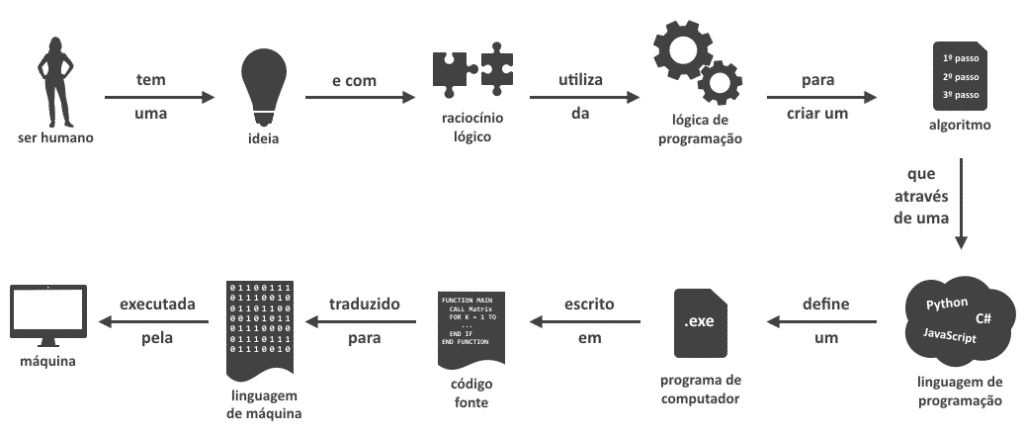 tem
uma
ser humano
ideia
e com
raciocínio
lógico
utiliza
da
lógica de
programação
para
criar um
1º passo
2º passo
3º passo
algoritmo
que
através
de uma
Python
C#
JavaScript
linguagem de
programação
define
um
.exe
programa de
computador
escrito
em
FUNCTION MAIN
CALL Matrix
FOR K = 1 TO
...
END IF
END FUNCTION
código
fonte
traduzido
para
01100111
01110010
01101100
00101011
01110000
01110111
01110010
linguagem
de máquina
executada
pela
máquina